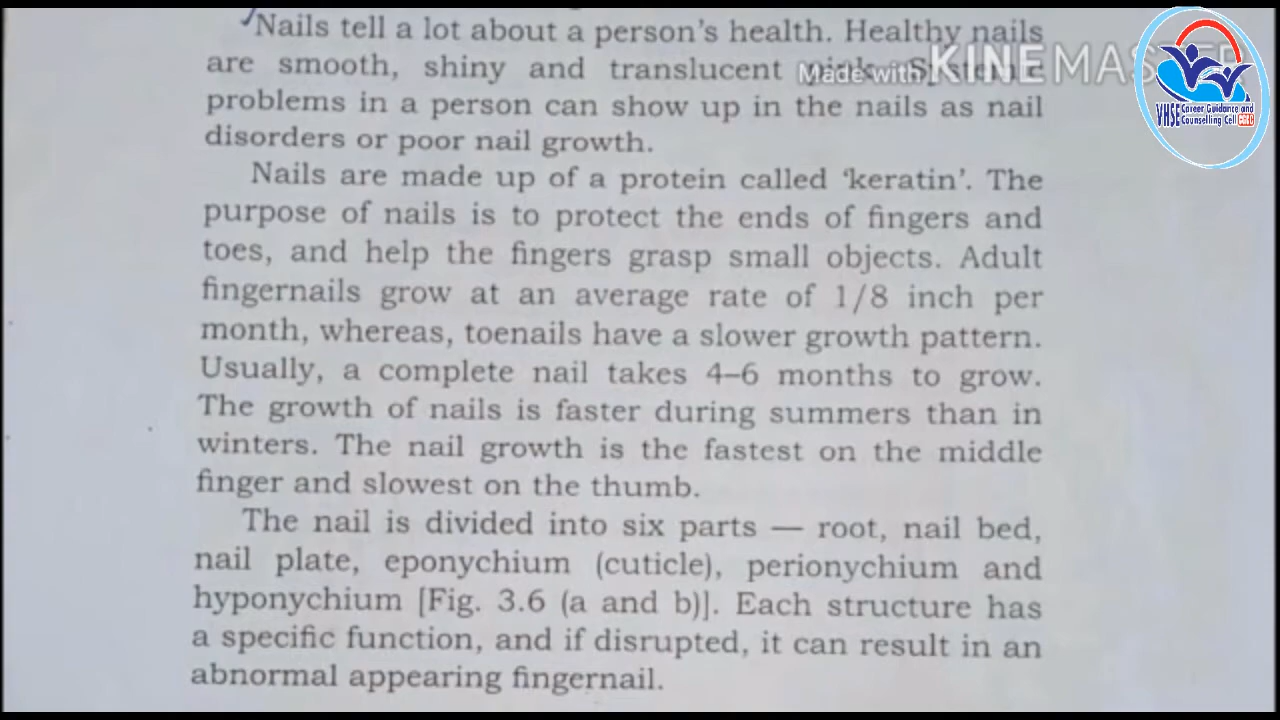 Nails tell a lot about a person's health. Healthy nails
are smooth, shiny and translucent
problems in a person can show up in the nails as nail
disorders or poor nail growth.
Nails are made up of a protein called ‘keratin’. The
purpose of nails is to protect the ends of fingers and
toes, and help the fingers grasp small objects. Adult
fingernails grow at an average rate of 1/8 inch per
month, whereas, toenails have a slower growth pattern.
Usually, a complete nail takes 4–6 months to grow.
The growth of nails is faster during summers than in
winters. The nail growth is the fastest on the middle
finger and slowest on the thumb.
The nail is divided into six parts — root, nail bed,
nail plate, eponychium (cuticle), perionychium and
hyponychium [Fig. 3.6 (a and b)]. Each structure has
a specific function, and if disrupted, it can result in an
abnormal appearing fingernail.
Made with KINEMASTER
VHSE Career Guidance and
Counselling Cell CGCC